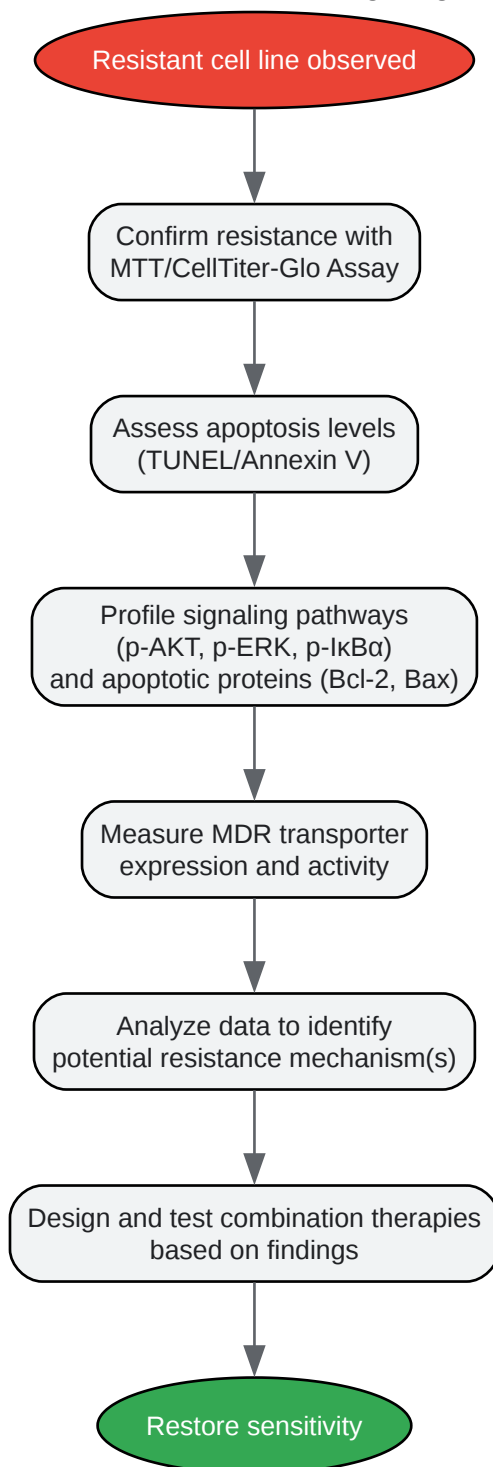 Resistant cell line observed
Confirm resistance with
MTT/CellTiter-Glo Assay
Assess apoptosis levels
(TUNEL/Annexin V)
Profile signaling pathways
(p-AKT, p-ERK, p-IκBα)
and apoptotic proteins (Bcl-2, Bax)
Measure MDR transporter
expression and activity
Analyze data to identify
potential resistance mechanism(s)
Design and test combination therapies
based on findings
Restore sensitivity